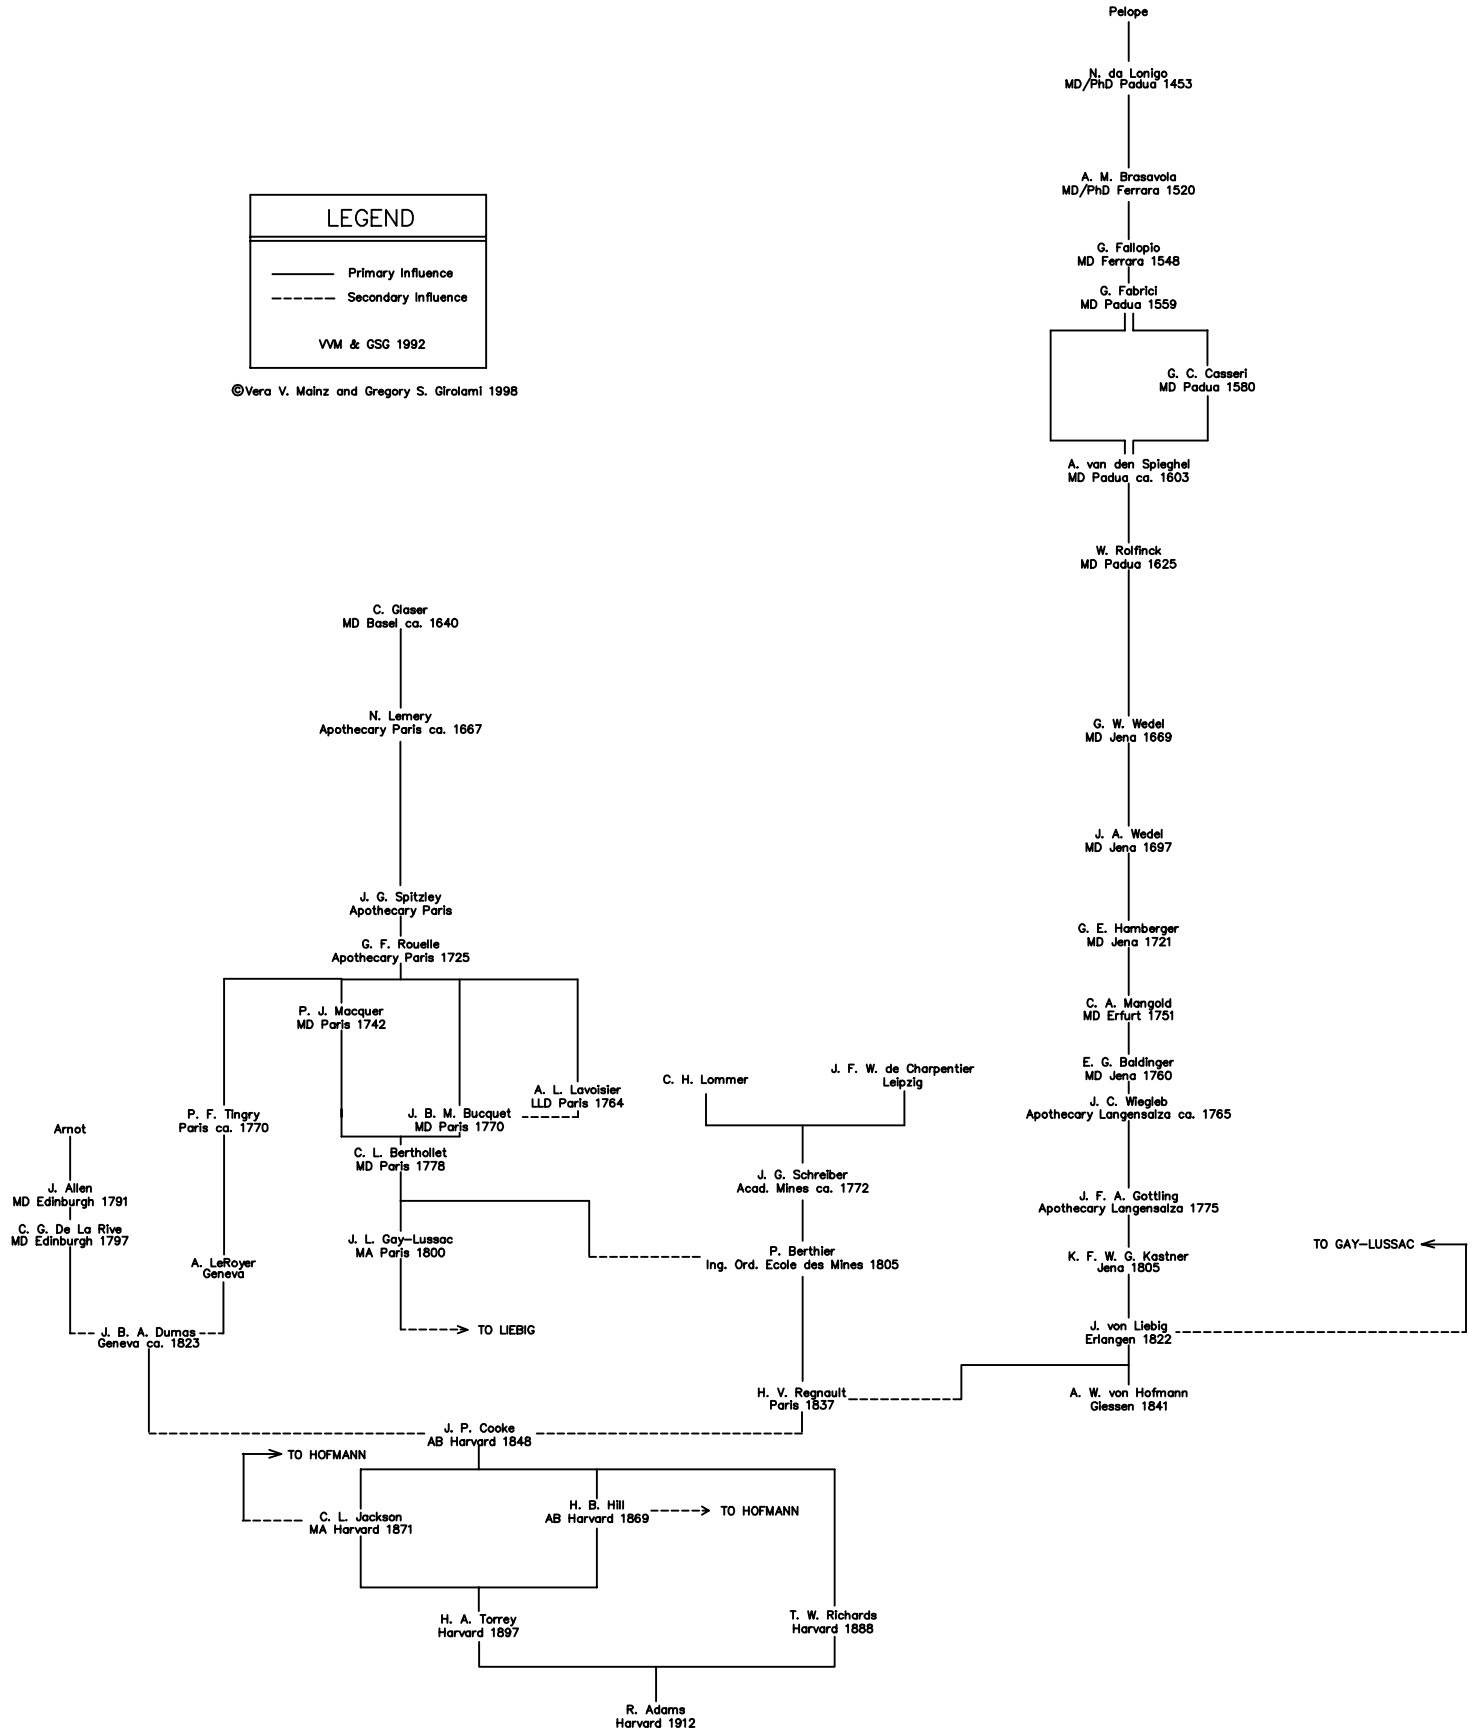 Pelope
N. da Lonigo
MD/PhD Padua 1453
A. M. Brasavola
MD/PhD Ferrara 1520
LEGEND
Primary Influence
Secondary Influence
VVM & GSG 1992
©Vera V. Mainz and Gregory S. Girolami 1998
G. Fallopio
MD Ferrara 1548
G. Fabrici
MD Padua 1559
G. C. Casseri
MD Padua 1580
A. van den Spieghel
MD Padua ca. 1603
W. Rolfinck
MD Padua 1625
C. Glaser
MD Basel ca. 1640
N. Lemery
Apothecary Paris ca. 1667
G. W. Wedel
MD Jena 1669
J. A. Wedel
MD Jena 1697
J. G. Spitzley
Apothecary Paris
G. F. Rouelle
Apothecary Paris 1725
G. E. Hamberger
MD Jena 1721
P. J. Macquer
MD Paris 1742
C. A. Mangold
MD Erfurt 1751
E. G. Baldinger
MD Jena 1760
C. H. Lommer
J. F. W. de Charpentier
Leipzig
A. L. Lavoisier
LLD Paris 1764
J. C. Wiegleb
Apothecary Langensalza ca. 1765
P. F. Tingry
Paris ca. 1770
J. B. M. Bucquet
MD Paris 1770
Arnot
C. L. Berthollet
MD Paris 1778
J. G. Schreiber
Acad. Mines ca. 1772
J. Allen
MD Edinburgh 1791
J. F. A. Gottling
Apothecary Langensalza 1775
C. G. De La Rive
MD Edinburgh 1797
J. L. Gay-Lussac
MA Paris 1800
P. Berthier
Ing. Ord. Ecole des Mines 1805
TO GAY-LUSSAC
K. F. W. G. Kastner
Jena 1805
A. LeRoyer
Geneva
J. B. A. Dumas
Geneva ca. 1823
TO LIEBIG
J. von Liebig
Erlangen 1822
H. V. Regnault
Paris 1837
A. W. von Hofmann
Giessen 1841
J. P. Cooke
AB Harvard 1848
TO HOFMANN
C. L. Jackson
MA Harvard 1871
H. B. Hill
AB Harvard 1869
TO HOFMANN
H. A. Torrey
Harvard 1897
T. W. Richards
Harvard 1888
R. Adams
Harvard 1912